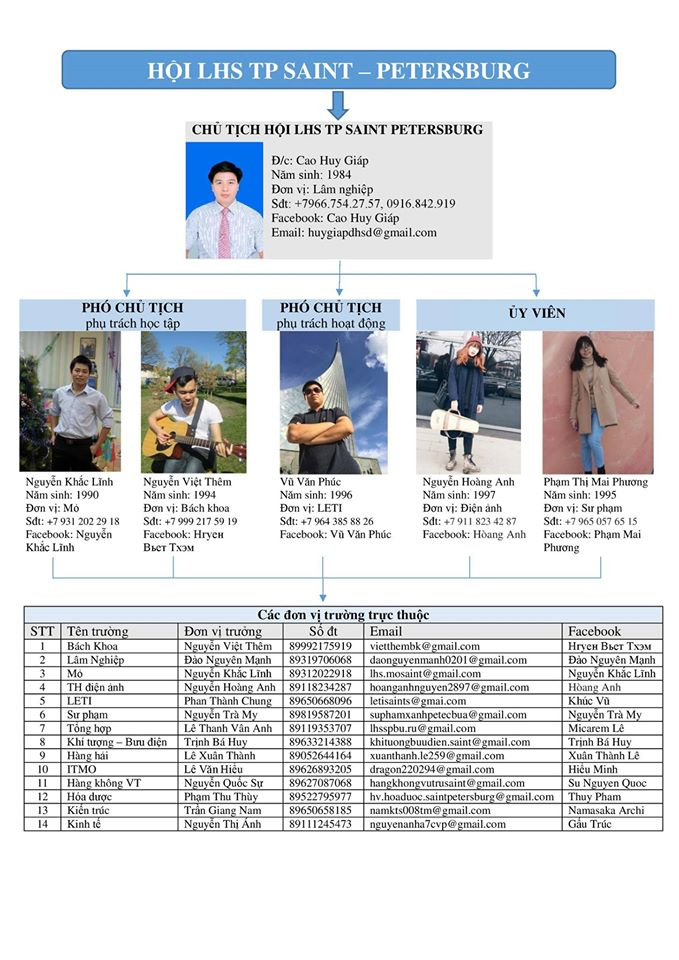 HỘI LHS TP SAINT – PETERSBURG
CHỦ TỊCH HỘI LHS TP SAINT PETERSBURG
Đ/c: Cao Huy Giáp
Năm sinh: 1984
Đơn vị: Lâm nghiệp
Sđt: +7966.754.27.57, 0916.842.919
Facebook: Cao Huy Giáp
Email: huygiapdhsd@gmail.com
PHÓ CHỦ TỊCH
phụ trách học tập
PHÓ CHỦ TỊCH
phụ trách hoạt động
ỦY VIÊN
Nguyễn Khắc Lĩnh
Năm sinh: 1990
Đơn vị: Mỏ
Sđt: +7 931 202 29 18
Facebook: Nguyễn
Khắc Lĩnh
Nguyễn Việt Thêm
Năm sinh: 1994
Đơn vị: Bách khoa
Sđt: +7 999 217 59 19
Facebook: Нгуен
Вьет Тхэм
Vũ Văn Phúc
Năm sinh: 1996
Đơn vị: LETI
Sđt: +7 964 385 88 26
Facebook: Vũ Văn Phúc
Nguyễn Hoàng Anh
Năm sinh: 1997
Đơn vị: Điện ảnh
Sđt: +7 911 823 42 87
Facebook: Hoàng Anh
Phạm Thị Mai Phương
Năm sinh: 1995
Đơn vị: Sư phạm
Sđt: +7 965 057 65 15
Facebook: Phạm Mai
Phương
Các đơn vị trường trực thuộc
STT Tên trường Đơn vị trưởng Số đt Email Facebook
1 Bách Khoa Nguyễn Việt Thêm 89992175919 vietthembk@gmail.com Нгуен Вьет Тхэм
2 Lâm Nghiệp Đào Nguyên Mạnh 89319706068 daonguyenmanh0201@gmail.com Đào Nguyên Mạnh
3 Mỏ Nguyễn Khắc Lĩnh 89312022918 lhs.mosaint@gmail.com Nguyễn Khắc Lĩnh
4 TH điện ảnh Nguyễn Hoàng Anh 89118234287 hoanganhnguyen2897@gmail.com Hoàng Anh
5 LETI Phan Thành Chung 89650668096 letisaints@gmai.com Khúc Vũ
6 Sư phạm Nguyễn Trà My 89819587201 suphamxanhpetecbua@gmail.com Nguyễn Trà My
7 Tổng hợp Lê Thanh Vân Anh 89119353707 lhsspbu.ru@gmail.com Micarem Lê
8 Khí tượng – Bưu điện Trịnh Bá Huy 89633214388 khituongbuudien.saint@gmail.com Trịnh Bá Huy
9 Hàng hải Lê Xuân Thành 89052644164 xuanthanh.le259@gmail.com Xuân Thành Lê
10 ITMO Lê Văn Hiếu 89626893205 dragon220294@gmail.com Hiếu Minh
11 Hàng không VT Nguyễn Quốc Sự 89627087068 hangkhongvutrusaint@gmail.com Su Nguyen Quoc
12 Hóa dược Phạm Thu Thùy 89522795977 hv.hoaduoc.saintpetersburg@gmail.com Thuy Pham
13 Kiến trúc Trần Giang Nam 89650658185 namkts008tm@gmail.com Namasaka Archi
14 Kinh tế Nguyễn Thị Ánh 89111245473 nguyenanha7cvp@gmail.com Gấu Trúc